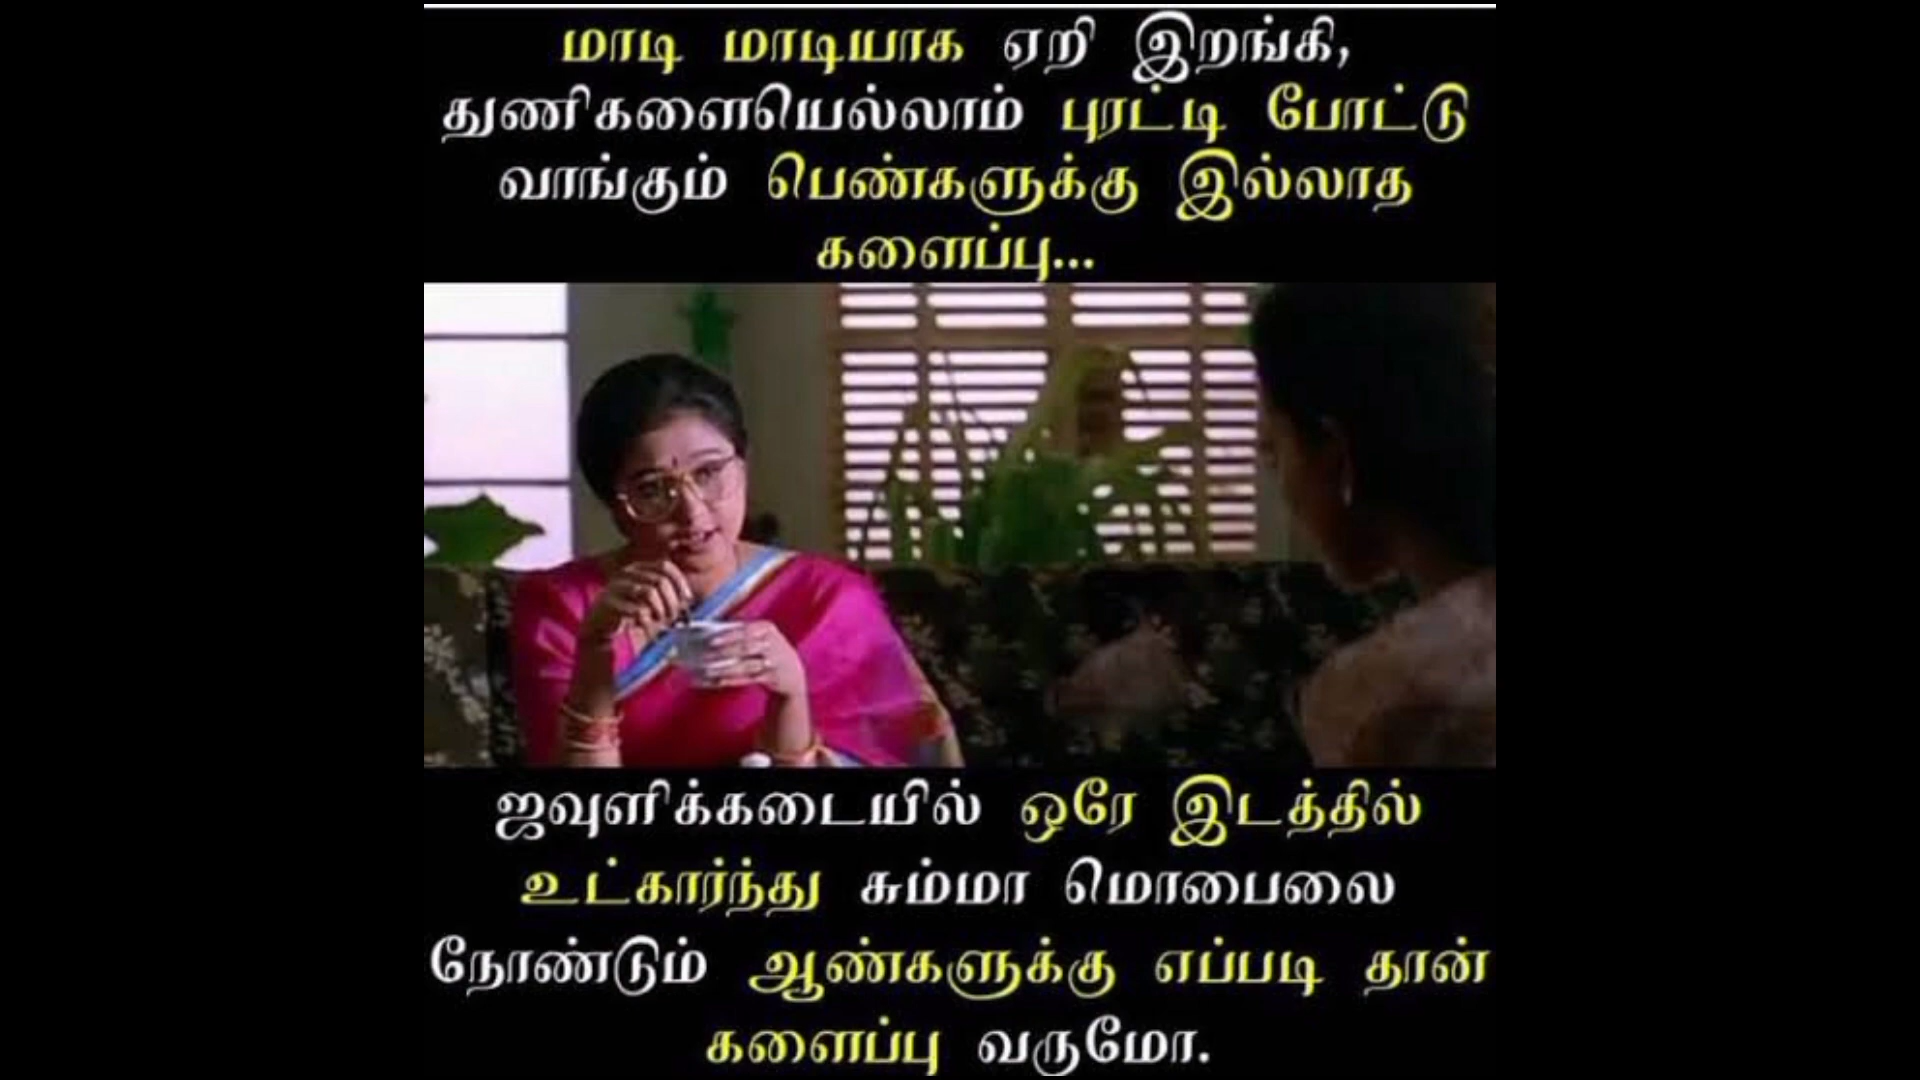 மாடி மாடியாக ஏறி இறங்கி,
துணிகளையெல்லாம் புரட்டி போட்டு
வாங்கும் பெண்களுக்கு இல்லாத
களைப்பு...
ஜவுளிக்கடையில் ஒரே இடத்தில்
உட்கார்ந்து சும்மா மொபைலை
நோண்டும் ஆண்களுக்கு எப்படி தான்
களைப்பு வருமோ.